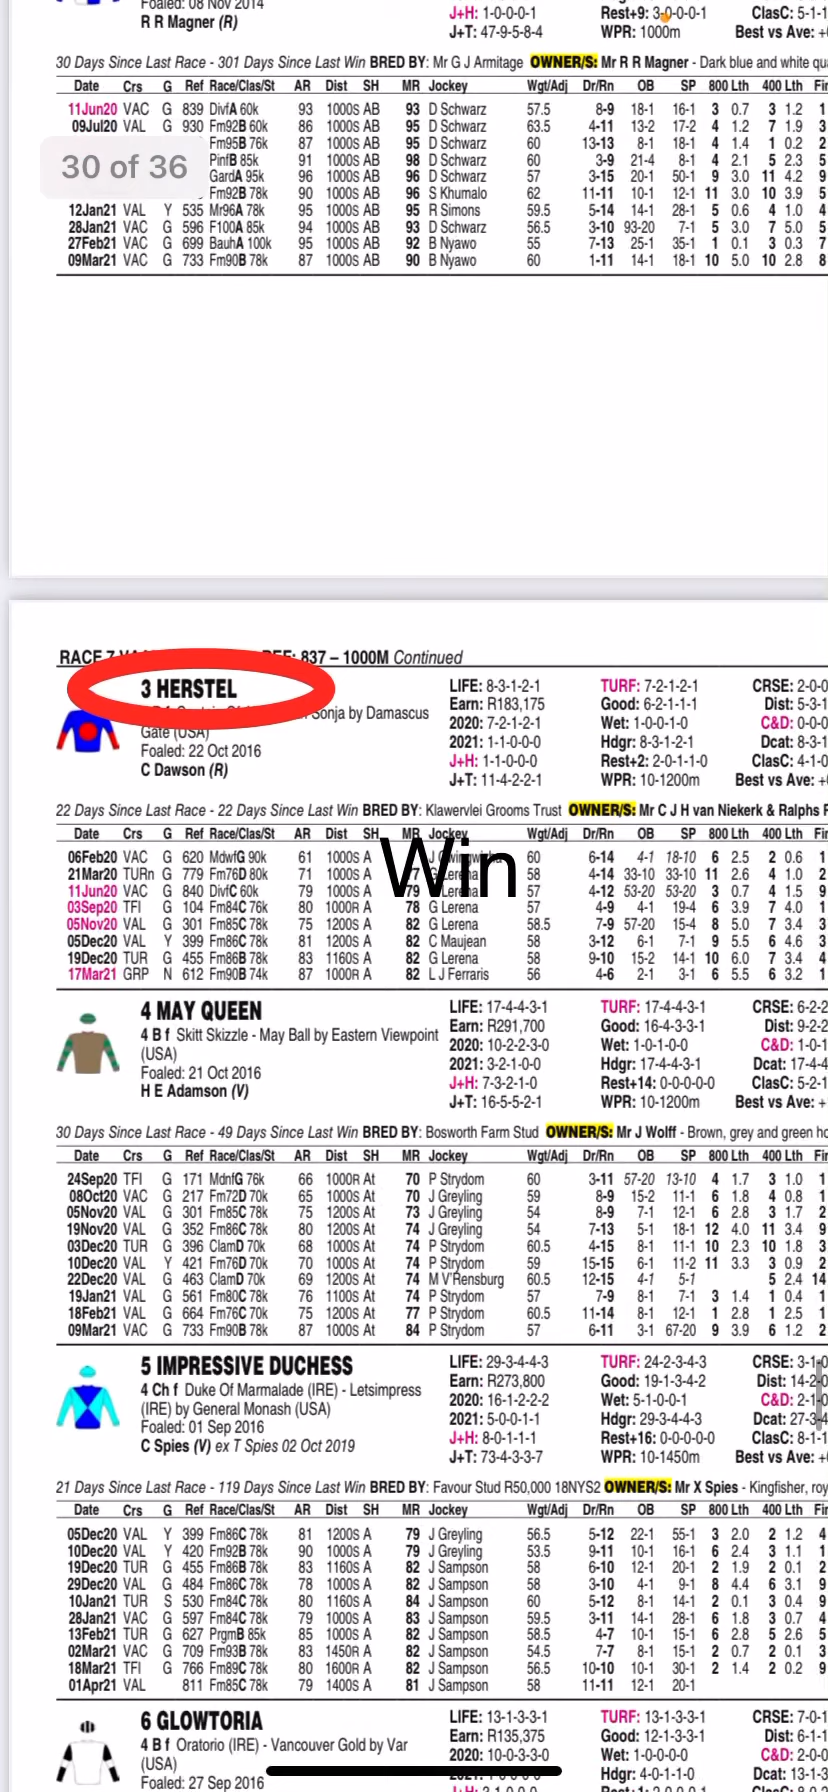 Foaled: 08 Nov 2014 J+H: 1-0-0-0-1 Rest+9: 3-0-0-0-1 ClasC: 5-1-1
R R Magner (R) J+T: 47-9-5-8-4 WPR: 1000m Best vs Ave: +
30 Days Since Last Race - 301 Days Since Last Win BRED BY: Mr G J Armitage OWNER/S: Mr R R Magner - Dark blue and white qu
Date Crs G Ref Race/Clas/St AR Dist SH MR Jockey Wgt/Adj Dr/Rn OB SP 800 Lth 400 Lth Fin
11Jun20 VAC G 839 DivfA 60k 93 1000S AB 93 D Schwarz 57.5 8-9 18-1 16-1 3 0.7 3 1.2 1
09Jul20 VAL G 930 Fm92B 60k 86 1000S AB 95 D Schwarz 63.5 4-11 13-2 17-2 4 1.2 7 1.9 3
30 of 36
Fm95B 76k 87 1000S AB 95 D Schwarz 60 13-13 8-1 18-1 4 1.4 1 0.2 2
PinfB 85k 91 1000S AB 98 D Schwarz 60 3-9 21-4 8-1 4 2.1 5 2.3 5
GardA 95k 96 1000S AB 96 D Schwarz 57 3-15 20-1 50-1 9 3.0 11 4.2 9
Fm92B 78k 90 1000S AB 96 S Khumalo 62 11-11 10-1 12-1 11 3.0 10 3.9 5
12Jan21 VAL Y 535 Mr96A 78k 95 1000S AB 95 R Simons 59.5 5-14 14-1 28-1 5 0.6 4 1.0 4
28Jan21 VAC G 596 F100A 85k 94 1000S AB 93 D Schwarz 56.5 3-10 93-20 7-1 5 3.0 7 5.0 5
27Feb21 VAC G 699 BauhA 100k 95 1000S AB 92 B Nyawo 55 7-13 25-1 35-1 1 0.1 3 0.3 7
09Mar21 VAC G 733 Fm90B 78k 87 1000S AB 90 B Nyawo 60 1-11 14-1 18-1 10 5.0 10 2.8 8
RACE 7 REF: 837 – 1000M Continued
3 HERSTEL LIFE: 8-3-1-2-1 TURF: 7-2-1-2-1 CRSE: 2-0-0
Sonja by Damascus Earn: R183,175 Good: 6-2-1-1-1 Dist: 5-3-1
Gate (USA) 2020: 7-2-1-2-1 Wet: 1-0-0-1-0 C&D: 0-0-0
Foaled: 22 Oct 2016 2021: 1-1-0-0-0 Hdgr: 8-3-1-2-1 Dcat: 8-3-1
C Dawson (R) J+H: 1-1-0-0-0 Rest+2: 2-0-1-1-0 ClasC: 4-1-0
J+T: 11-4-2-2-1 WPR: 10-1200m Best vs Ave: +
22 Days Since Last Race - 22 Days Since Last Win BRED BY: Klawervlei Grooms Trust OWNER/S: Mr C J H van Niekerk & Ralphs R
Date Crs G Ref Race/Clas/St AR Dist SH MR Jockey Wgt/Adj Dr/Rn OB SP 800 Lth 400 Lth Fin
06Feb20 VAC G 620 MdwfG 90k 61 1000S A 60 6-14 4-1 18-10 6 2.5 2 0.6 1
21Mar20 TURn G 779 Fm76D 80k 71 1000S A 77 G Lerena 58 4-14 33-10 33-10 11 2.6 4 1.0 2
Win
11Jun20 VAC G 840 DivfC 60k 79 1000S A 79 G Lerena 57 4-12 53-20 53-20 3 0.7 4 1.5 9
03Sep20 TFI G 104 Fm84C 76k 80 1000R A 78 G Lerena 57 4-9 4-1 19-4 6 3.9 7 4.0 1
05Nov20 VAL G 301 Fm85C 78k 75 1200S A 82 G Lerena 58.5 7-9 57-20 15-4 8 5.0 7 3.4 3
05Dec20 VAL Y 399 Fm86C 78k 81 1200S A 82 C Maujean 58 3-12 6-1 7-1 9 5.5 6 4.6 3
19Dec20 TUR G 455 Fm86B 78k 83 1160S A 82 G Lerena 58 9-10 15-2 14-1 10 6.0 7 3.4 4
17Mar21 GRP N 612 Fm90B 74k 87 1000R A 82 L J Ferraris 56 4-6 2-1 3-1 6 5.5 6 3.2 1
4 MAY QUEEN LIFE: 17-4-4-3-1 TURF: 17-4-4-3-1 CRSE: 6-2-2
4 B f Skitt Skizzle - May Ball by Eastern Viewpoint Earn: R291,700 Good: 16-4-3-3-1 Dist: 9-2-2
(USA) 2020: 10-2-2-3-0 Wet: 1-0-1-0-0 C&D: 1-0-1
Foaled: 21 Oct 2016 2021: 3-2-1-0-0 Hdgr: 17-4-4-3-1 Dcat: 17-4-4
H E Adamson (V) J+H: 7-3-2-1-0 Rest+14: 0-0-0-0-0 ClasC: 5-2-1
J+T: 16-5-5-2-1 WPR: 10-1200m Best vs Ave: +
30 Days Since Last Race - 49 Days Since Last Win BRED BY: Bosworth Farm Stud OWNER/S: Mr J Wolff - Brown, grey and green ho
Date Crs G Ref Race/Clas/St AR Dist SH MR Jockey Wgt/Adj Dr/Rn OB SP 800 Lth 400 Lth Fin
24Sep20 TFI G 171 MdnfG 76k 66 1000R At 70 P Strydom 60 3-11 57-20 13-10 4 1.7 3 1.0 1
08Oct20 VAC G 217 Fm72D 70k 65 1000S At 70 J Greyling 59 8-9 15-2 11-1 6 1.8 4 0.8 1
05Nov20 VAL G 301 Fm85C 78k 75 1200S At 73 J Greyling 54 8-9 7-1 12-1 6 2.8 3 1.7 2
19Nov20 VAL G 352 Fm86C 78k 80 1200S At 74 J Greyling 54 7-13 5-1 18-1 12 4.0 11 3.4 9
03Dec20 TUR G 396 ClamD 70k 68 1000S At 74 P Strydom 60.5 4-15 8-1 11-1 10 2.3 10 1.8 3
10Dec20 VAL Y 421 Fm76D 70k 70 1000S At 74 P Strydom 59 15-15 6-1 11-2 11 3.3 3 0.9 2
22Dec20 VAL G 463 ClamD 70k 69 1200S At 74 M V'Rensburg 60.5 12-15 4-1 5-1 5 2.4 14
19Jan21 VAL G 561 Fm80C 78k 76 1100S At 74 P Strydom 57 7-9 8-1 7-1 3 1.4 1 0.4 1
18Feb21 VAL G 664 Fm76C 70k 75 1200S At 77 P Strydom 60.5 11-14 8-1 12-1 1 2.8 1 2.5 1
09Mar21 VAC G 733 Fm90B 78k 87 1000S At 84 P Strydom 57 6-11 3-1 67-20 9 3.9 6 1.2 2
5 IMPRESSIVE DUCHESS LIFE: 29-3-4-4-3 TURF: 24-2-3-4-3 CRSE: 3-1-0
4 Ch f Duke Of Marmalade (IRE) - Letsimpress Earn: R273,800 Good: 19-1-3-4-2 Dist: 14-2-0
(IRE) by General Monash (USA) 2020: 16-1-2-2-2 Wet: 5-1-0-0-1 C&D: 2-1-0
Foaled: 01 Sep 2016 2021: 5-0-0-1-1 Hdgr: 29-3-4-4-3 Dcat: 27-3-4
C Spies (V) ex T Spies 02 Oct 2019 J+H: 8-0-1-1-1 Rest+16: 0-0-0-0-0 ClasC: 8-1-1
J+T: 73-4-3-3-7 WPR: 10-1450m Best vs Ave: +
21 Days Since Last Race - 119 Days Since Last Win BRED BY: Favour Stud R50,000 18NYS2 OWNER/S: Mr X Spies - Kingfisher, roy
Date Crs G Ref Race/Clas/St AR Dist SH MR Jockey Wgt/Adj Dr/Rn OB SP 800 Lth 400 Lth Fin
05Dec20 VAL Y 399 Fm86C 78k 81 1200S A 79 J Greyling 56.5 5-12 22-1 55-1 3 2.0 2 1.2 4
10Dec20 VAL Y 420 Fm92B 78k 90 1000S A 79 J Greyling 53.5 9-11 10-1 16-1 6 2.4 3 1.1 1
19Dec20 TUR G 455 Fm86B 78k 83 1160S A 82 J Sampson 58 6-10 12-1 20-1 2 1.9 2 0.1 2
29Dec20 VAL G 484 Fm86C 78k 78 1000S A 82 J Sampson 58 3-10 4-1 9-1 8 4.4 6 3.1 9
10Jan21 TUR S 530 Fm84C 78k 80 1160S A 84 J Sampson 60 5-12 8-1 14-1 2 0.1 3 0.4 9
28Jan21 VAC G 597 Fm84C 78k 79 1000S A 83 J Sampson 59.5 3-11 14-1 28-1 6 1.8 3 0.7 4
13Feb21 TUR G 627 PrgmB 85k 85 1000S A 82 J Sampson 58.5 4-7 10-1 15-1 6 2.8 5 2.6 5
02Mar21 VAC G 709 Fm93B 78k 83 1450R A 82 J Sampson 54.5 7-7 8-1 15-1 2 0.7 2 0.1 3
18Mar21 TFI G 766 Fm89C 78k 80 1600R A 82 J Sampson 56.5 10-10 10-1 30-1 2 1.4 2 0.2 9
01Apr21 VAL 811 Fm85C 78k 79 1400S A 81 J Sampson 58 11-11 12-1 20-1
6 GLOWTORIA LIFE: 13-1-3-3-1 TURF: 13-1-3-3-1 CRSE: 7-0-1
4 B f Oratorio (IRE) - Vancouver Gold by Var Earn: R135,375 Good: 12-1-3-3-1 Dist: 6-1-1
(USA) 2020: 10-0-3-3-0 Wet: 1-0-0-0-0 C&D: 2-0-0
Foaled: 27 Sep 2016 Hdgr: 4-0-1-1-0 Dcat: 13-1-3